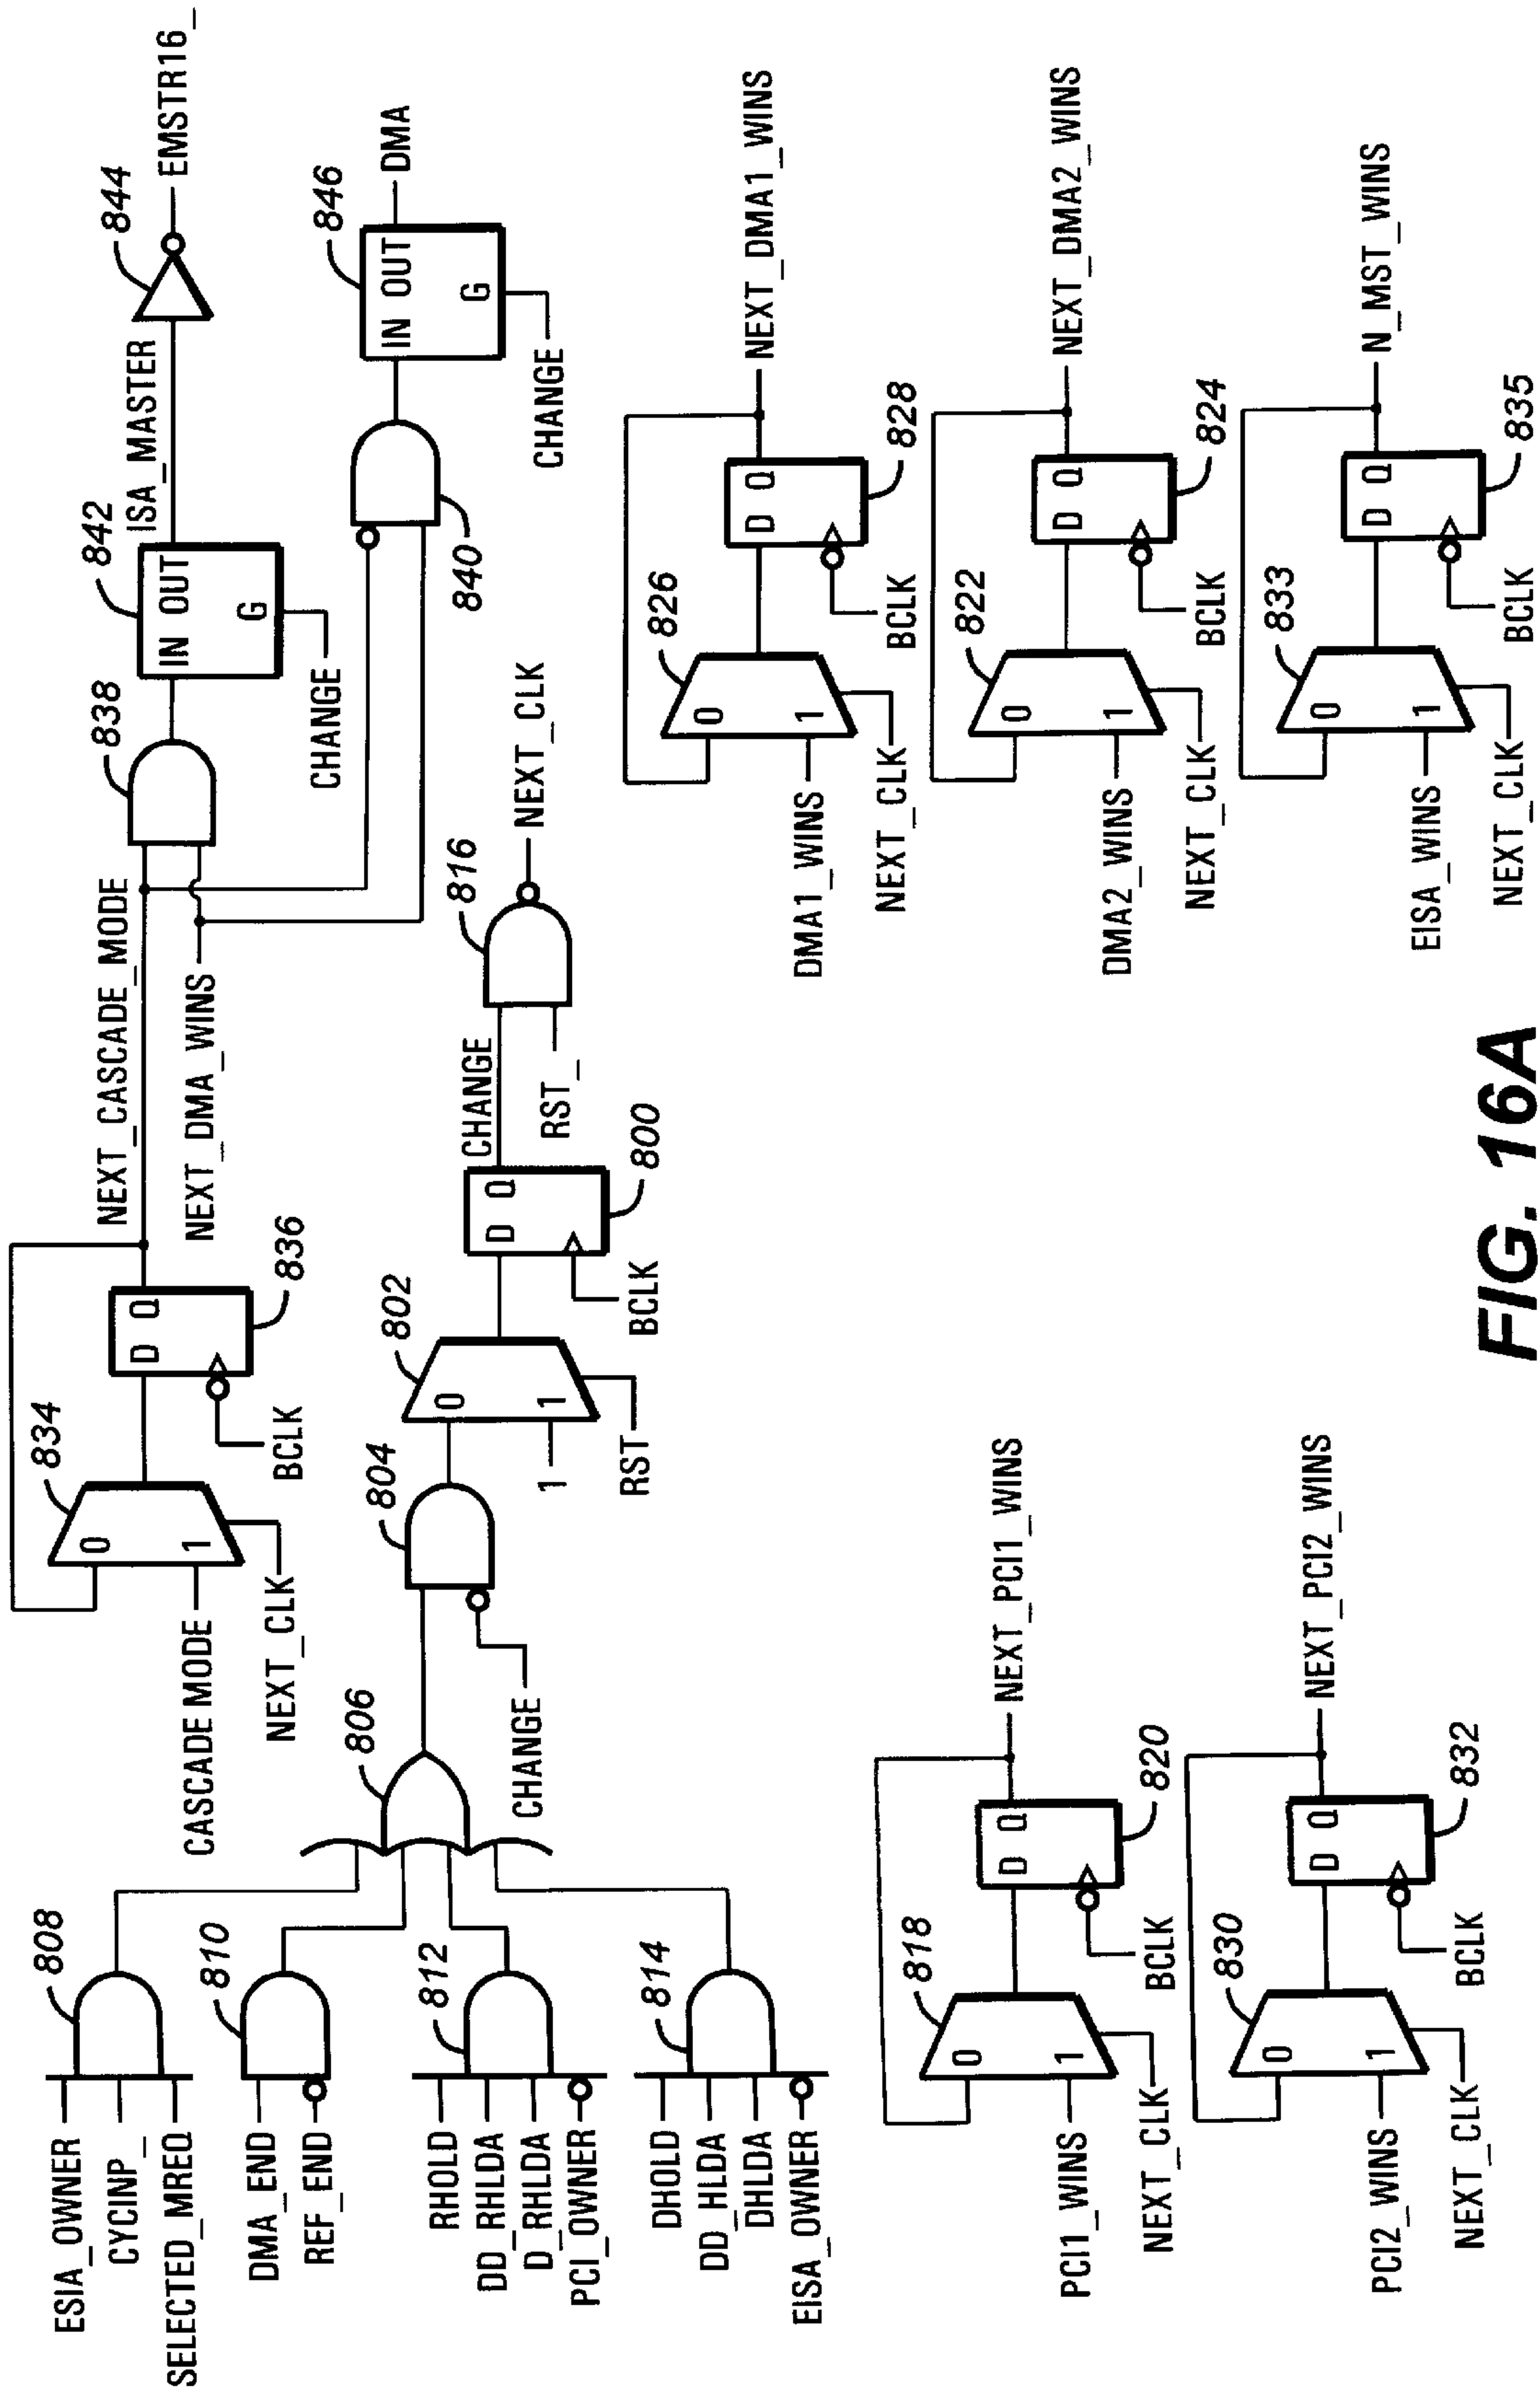 834
0
1
CASCADE MODE
NEXT_CLK
D Q
836
BCLK
NEXT_CASCADE_MODE
NEXT_DMA_WINS
838
842
IN OUT
G
CHANGE
ISA_MASTER
844
EMSTR16_
840
846
IN OUT
G
CHANGE
DMA
808
ESIA_OWNER
CYCINP_
SELECTED_MREQ
810
DMA_END
REF_END
812
RHOLD
DD_RHLDA
D_RHLDA
PCI_OWNER
814
DHOLD
DD_HLDA
DHLDA
EISA_OWNER
806
804
CHANGE
802
0
1
1
RST
D Q
800
BCLK
CHANGE
RST_
816
NEXT_CLK
818
0
1
PCI1_WINS
NEXT_CLK
D Q
820
BCLK
NEXT_PCI1_WINS
830
0
1
PCI2_WINS
NEXT_CLK
D Q
832
BCLK
NEXT_PCI2_WINS
826
0
1
DMA1_WINS
NEXT_CLK
D Q
828
BCLK
NEXT_DMA1_WINS
822
0
1
DMA2_WINS
NEXT_CLK
D Q
824
BCLK
NEXT_DMA2_WINS
833
0
1
EISA_WINS
NEXT_CLK
D Q
835
BCLK
N_MST_WINS
FIG. 16A